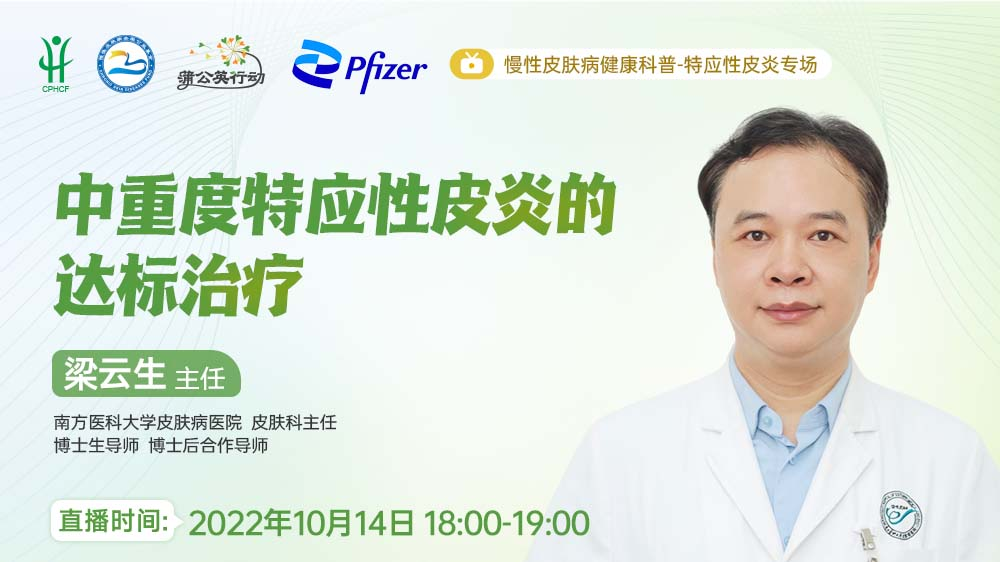 CPHCF
蒲公英行动
Pfizer
慢性皮肤病健康科普-特应性皮炎专场
中重度特应性皮炎的
达标治疗
梁云生 主任
南方医科大学皮肤病医院 皮肤科主任
博士生导师 博士后合作导师
直播时间:
2022年10月14日 18:00-19:00